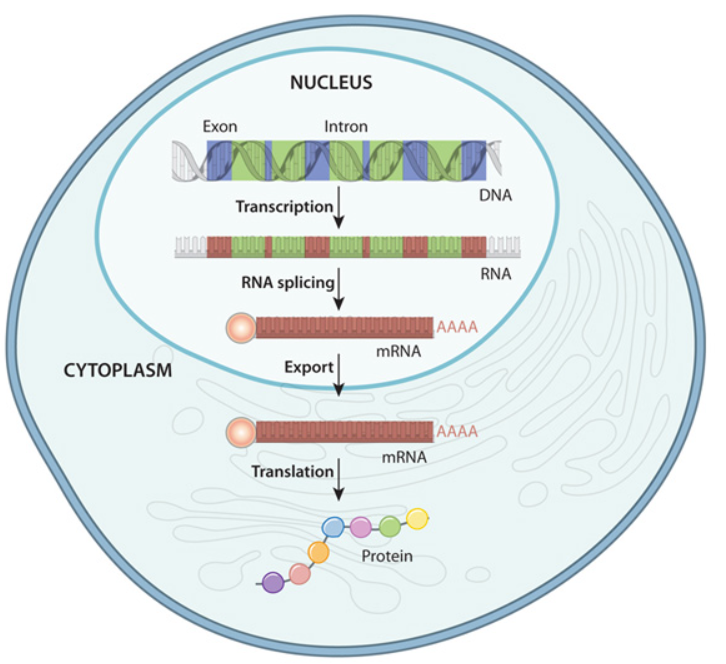 NUCLEUS
Exon
Intron
DNA
Transcription
RNA
RNA splicing
AAAA
mRNA
Export
CYTOPLASM
AAAA
mRNA
Translation
Protein